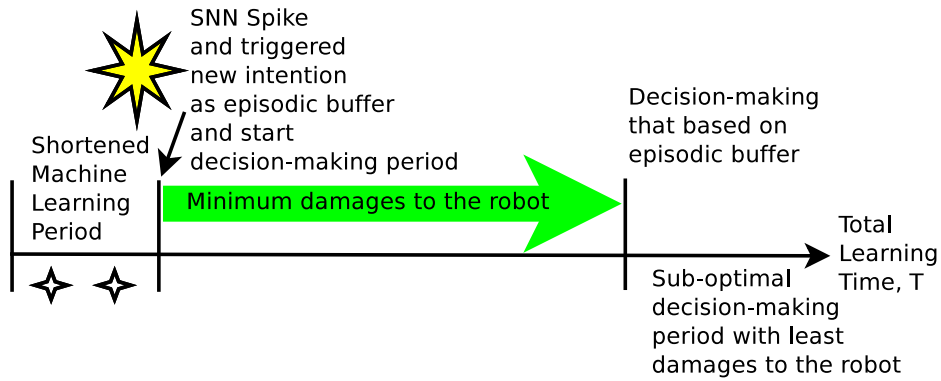 SNN Spike
and triggered
new intention
as episodic buffer
and start
decision-making period
Shortened
Machine
Learning
Period
Minimum damages to the robot
Decision-making
that based on
episodic buffer
Total
Learning
Time, T
Sub-optimal
decision-making
period with least
damages to the robot